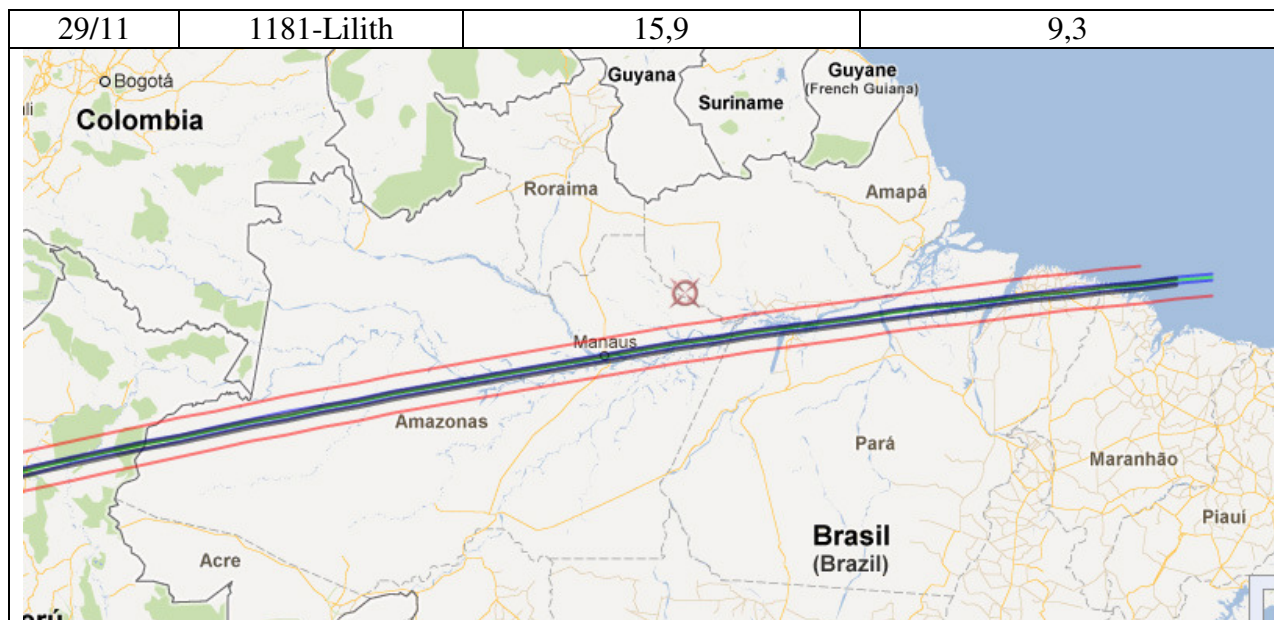 29/11 1181-Lilith 15,9 9,3
Bogotá
Guyana
Guyane
(French Guiana)
Suriname
Colombia
Roraima
Amapá
Manaus
Amazonas
Pará
Maranhão
Piauí
Brasil
(Brazil)
Acre